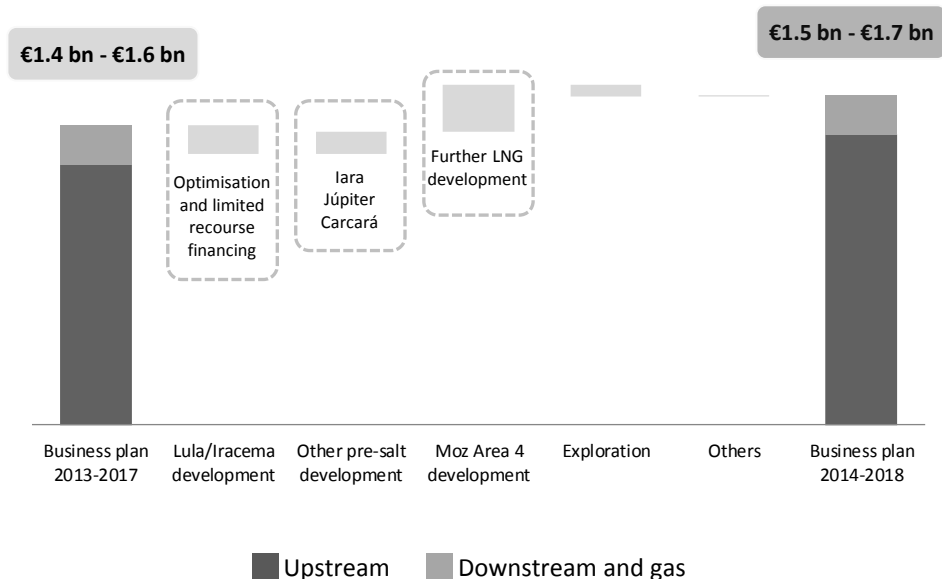 €1.4 bn - €1.6 bn
€1.5 bn - €1.7 bn
Optimisation
and limited
recourse
financing
Iara
Júpiter
Carcará
Further LNG
development
Business plan
2013-2017
Lula/Iracema
development
Other pre-salt
development
Moz Area 4
development
Exploration
Others
Business plan
2014-2018
Upstream
Downstream and gas